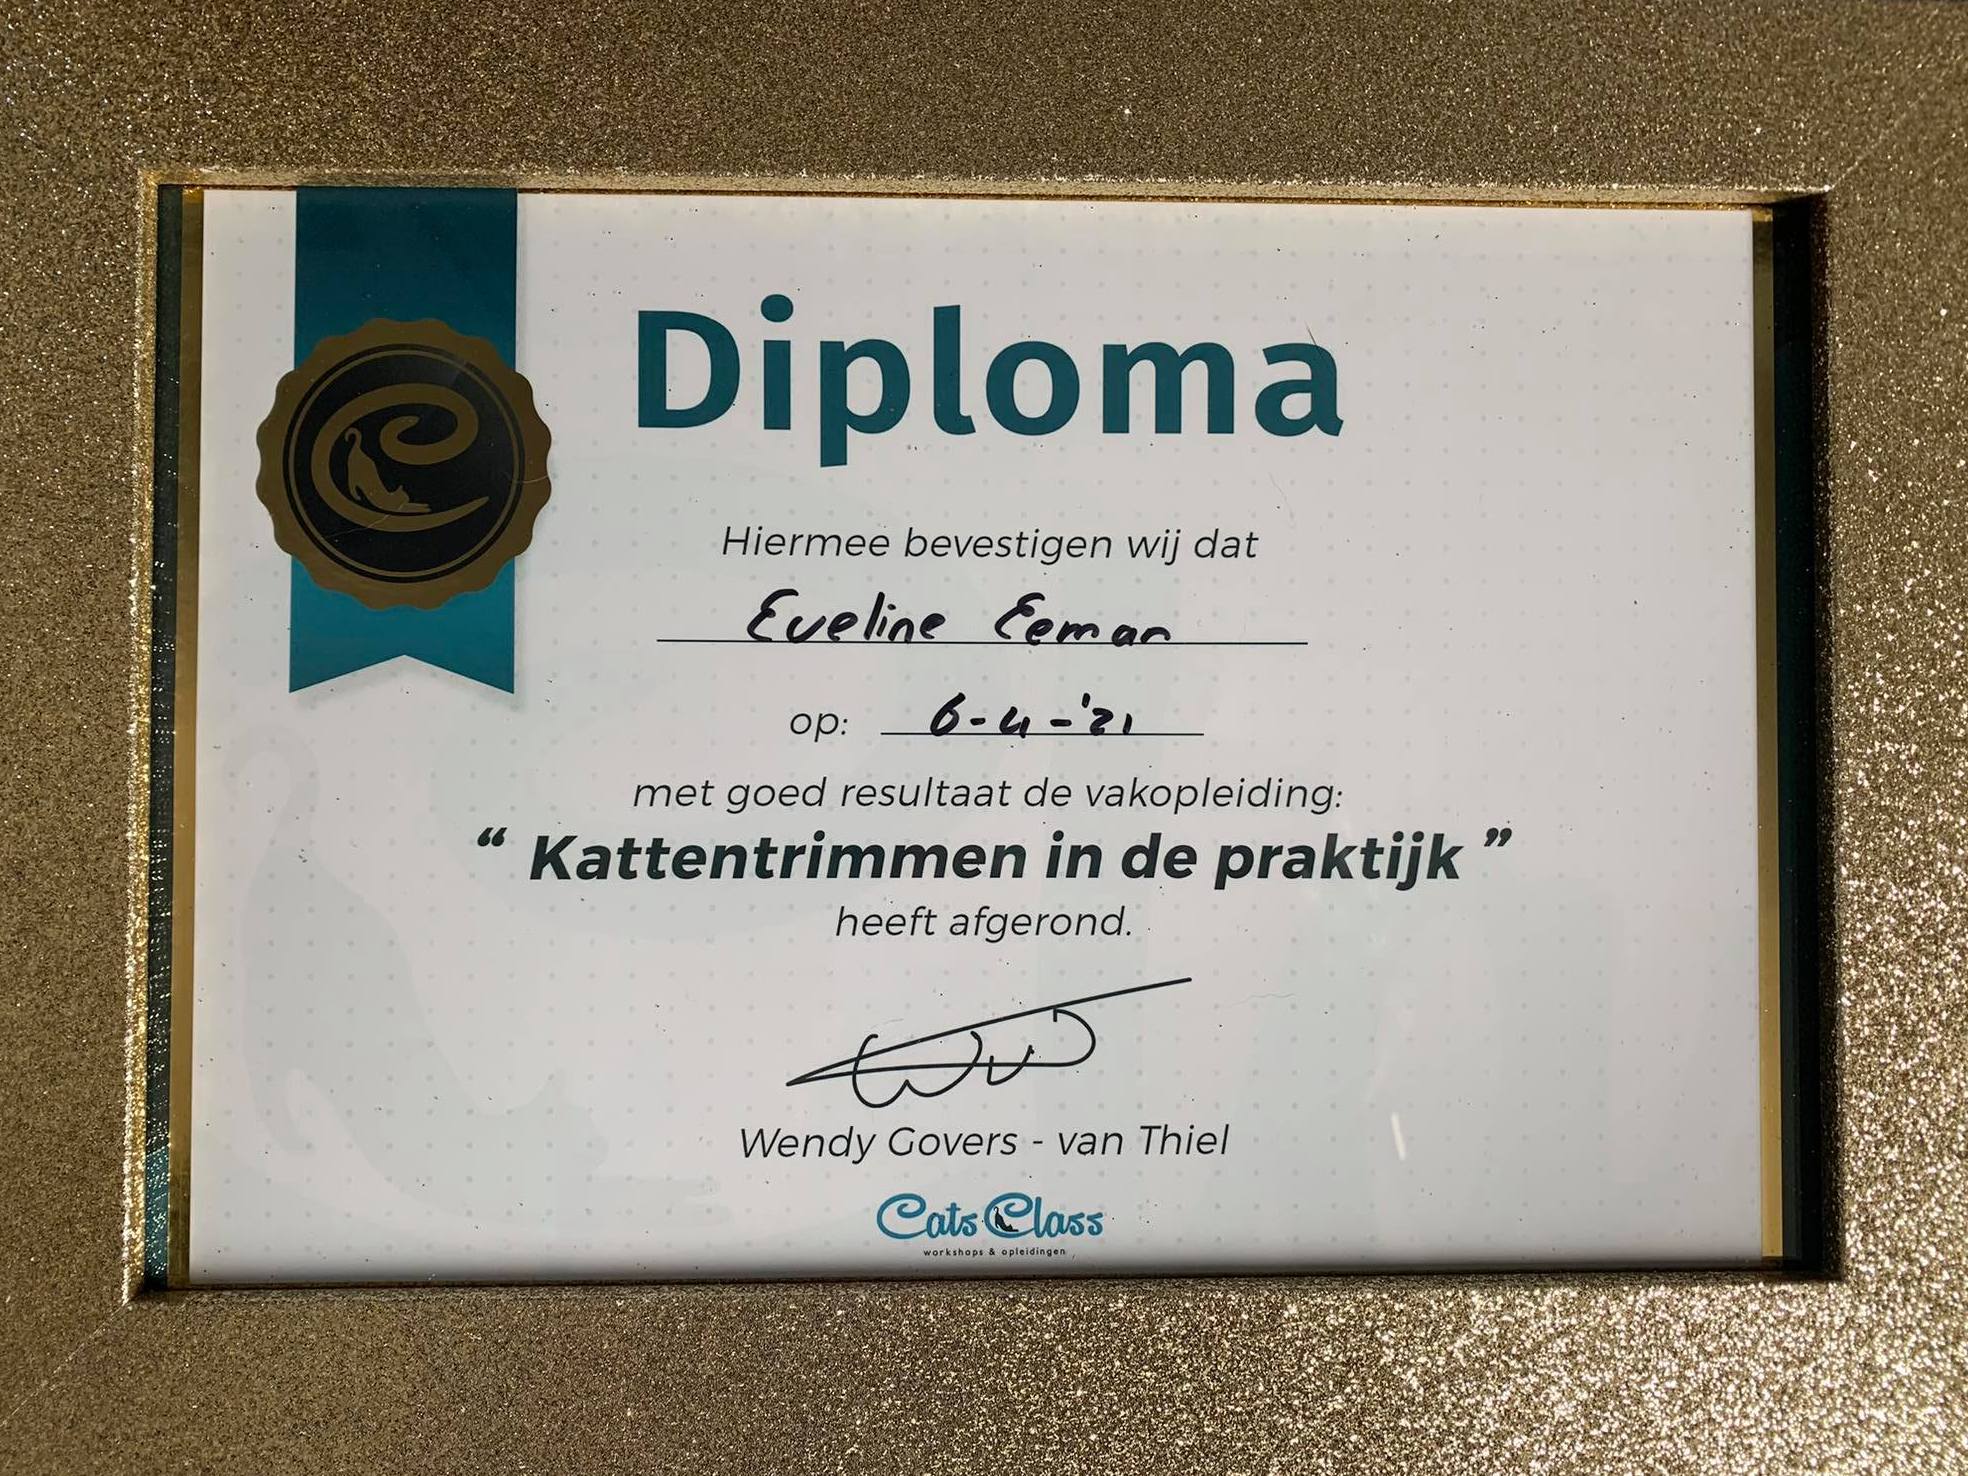 Diploma
Hiermee bevestigen wij dat
Eveline Eeman
op: 6-4-'21
met goed resultaat de vakopleiding:
“ Kattentrimmen in de praktijk ”
heeft afgerond.
Wendy Govers - van Thiel
Cats Class
workshops & opleidingen